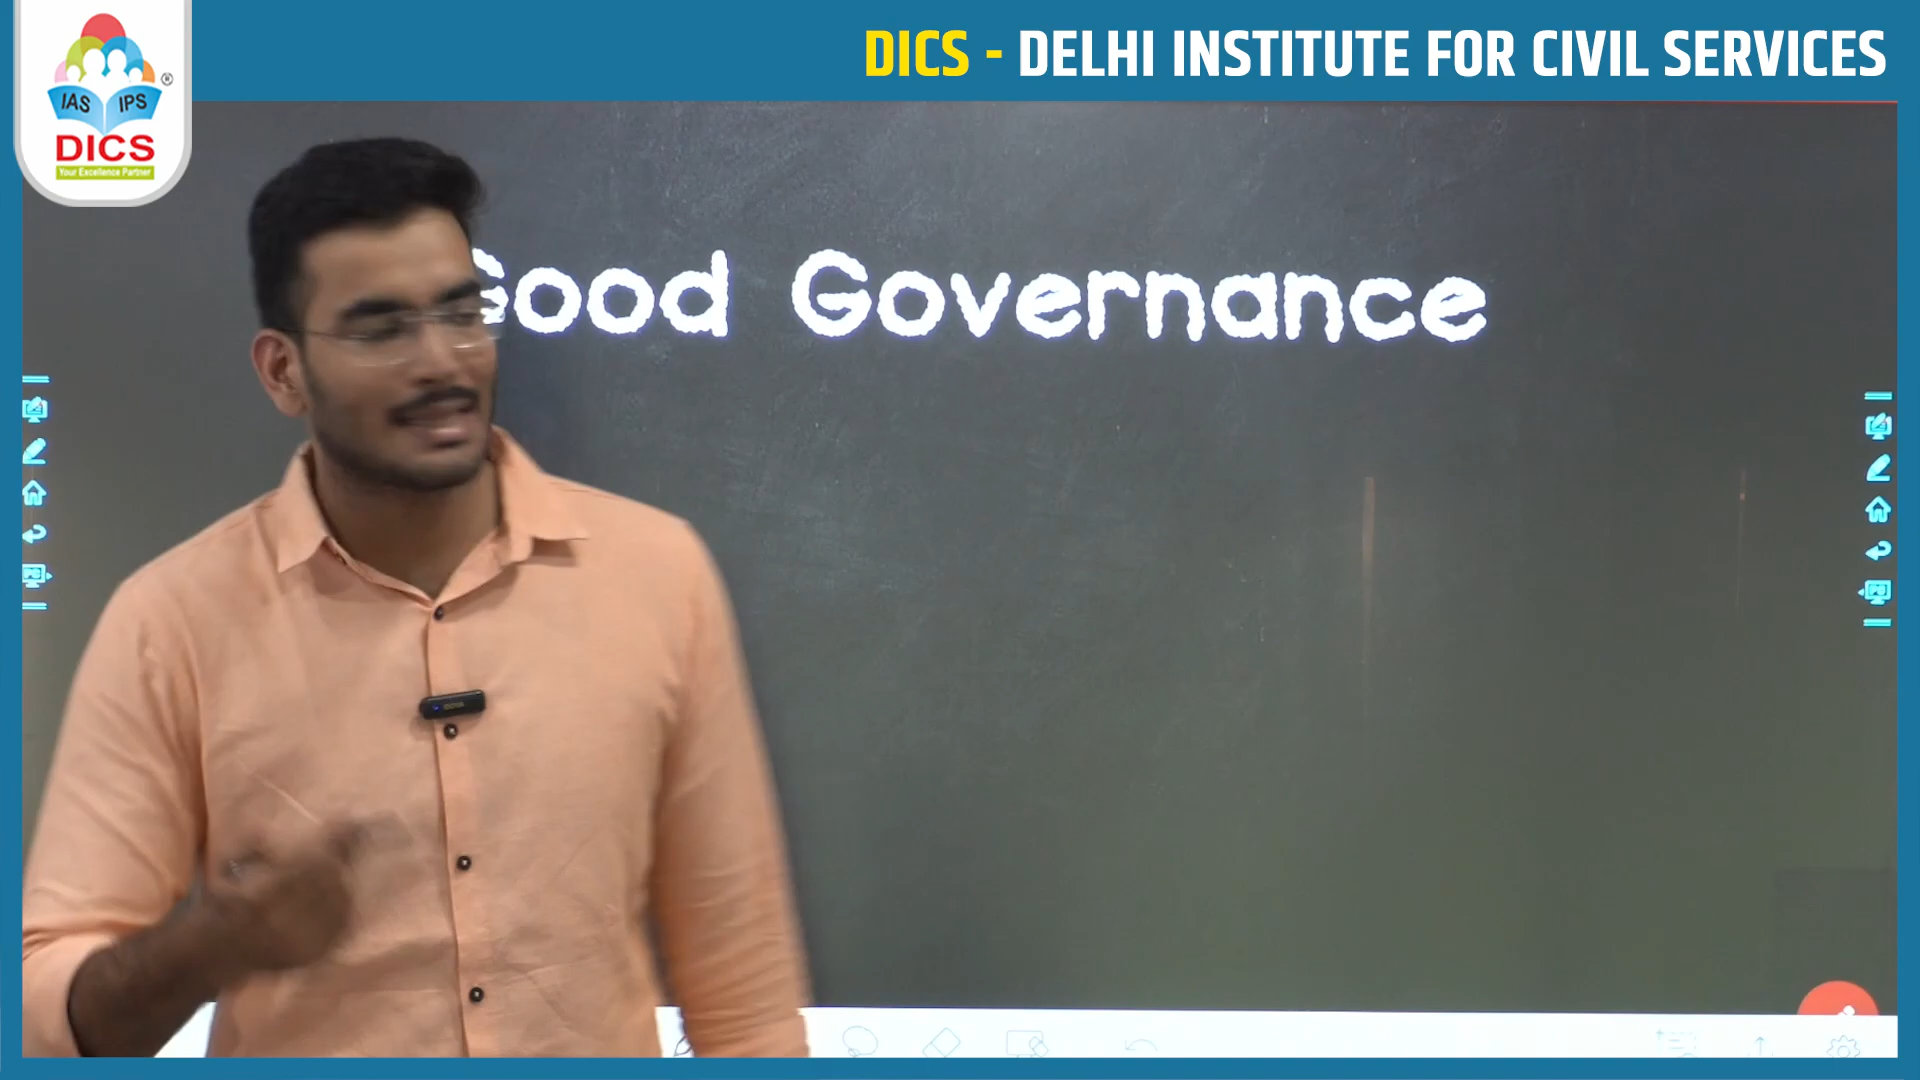 DICS - DELHI INSTITUTE FOR CIVIL SERVICES
IAS IPS
DICS
Your Excellence Partner
Good Governance